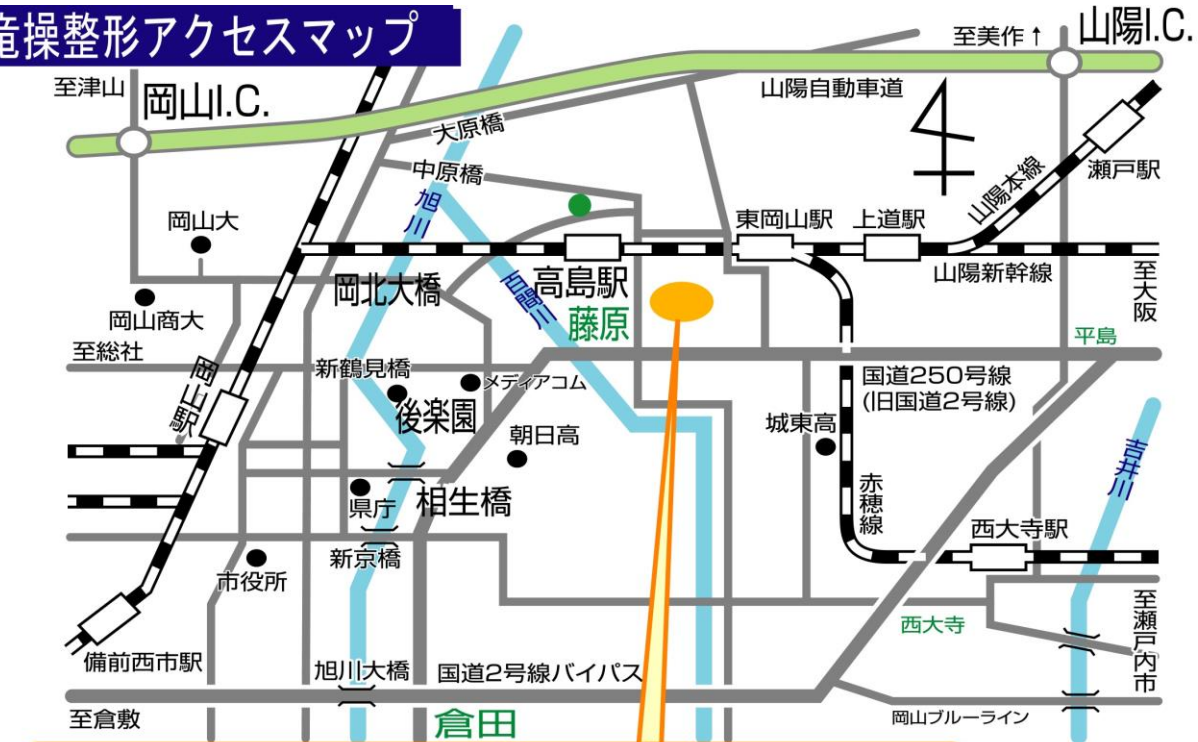 竜操整形アクセスマップ
至美作↑
山陽I.C.
至津山
岡山I.C.
山陽自動車道
大原橋
中原橋
瀬戸駅
山陽本線
旭川
岡山大
東岡山駅
上道駅
山陽新幹線
至大阪
岡北大橋
百間川
高島駅
藤原
岡山商大
至総社
平島
新鶴見橋
メディアコム
国道250号線
(旧国道2号線)
岡山駅
後楽園
朝日高
城東高
吉井川
県庁
相生橋
赤穂線
西大寺駅
新京橋
市役所
西大寺
至瀬戸内市
備前西市駅
旭川大橋
国道2号線バイパス
至倉敷
倉田
岡山ブルーライン